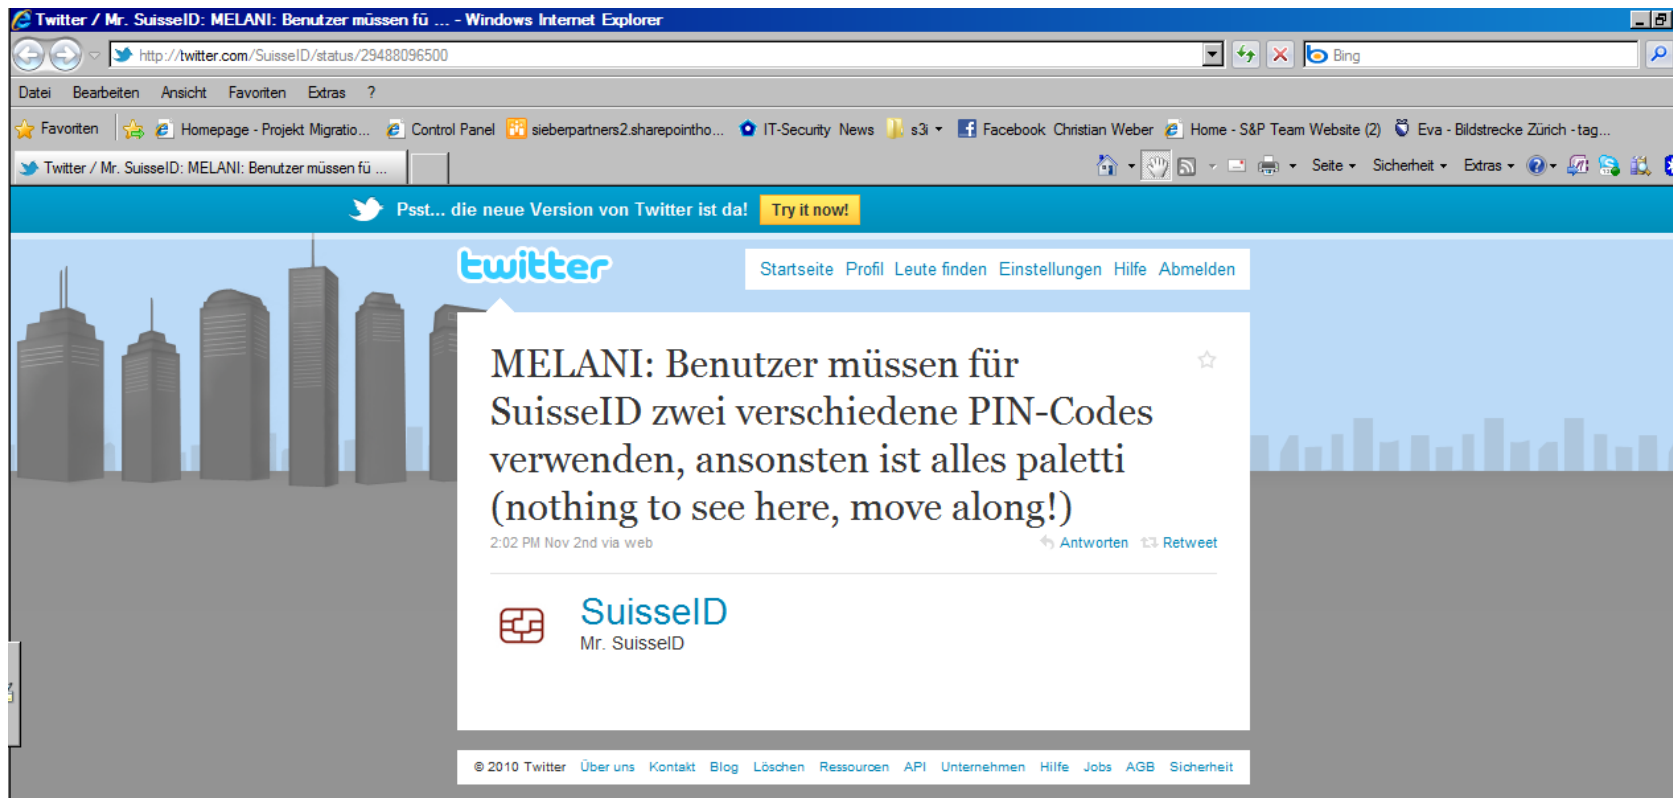 Twitter / Mr. SuisseID: MELANI: Benutzer müssen fü ... - Windows Internet Explorer
http://twitter.com/SuisseID/status/29488096500 Bing
Datei Bearbeiten Ansicht Favoriten Extras ?
Favoriten Homepage - Projekt Migratio... Control Panel sieberpartners2.sharepointho... IT-Security News s3i Facebook Christian Weber Home - S&P Team Website (2) Eva - Bildstrecke Zürich - tag...
Twitter / Mr. SuisseID: MELANI: Benutzer müssen fü ... Seite Sicherheit Extras
Psst... die neue Version von Twitter ist da! Try it now!
twitter
Startseite Profil Leute finden Einstellungen Hilfe Abmelden
MELANI: Benutzer müssen für
SuisseID zwei verschiedene PIN-Codes
verwenden, ansonsten ist alles paletti
(nothing to see here, move along!)
2:02 PM Nov 2nd via web Antworten Retweet
SuisseID
Mr. SuisseID
© 2010 Twitter Über uns Kontakt Blog Löschen Ressourcen API Unternehmen Hilfe Jobs AGB Sicherheit